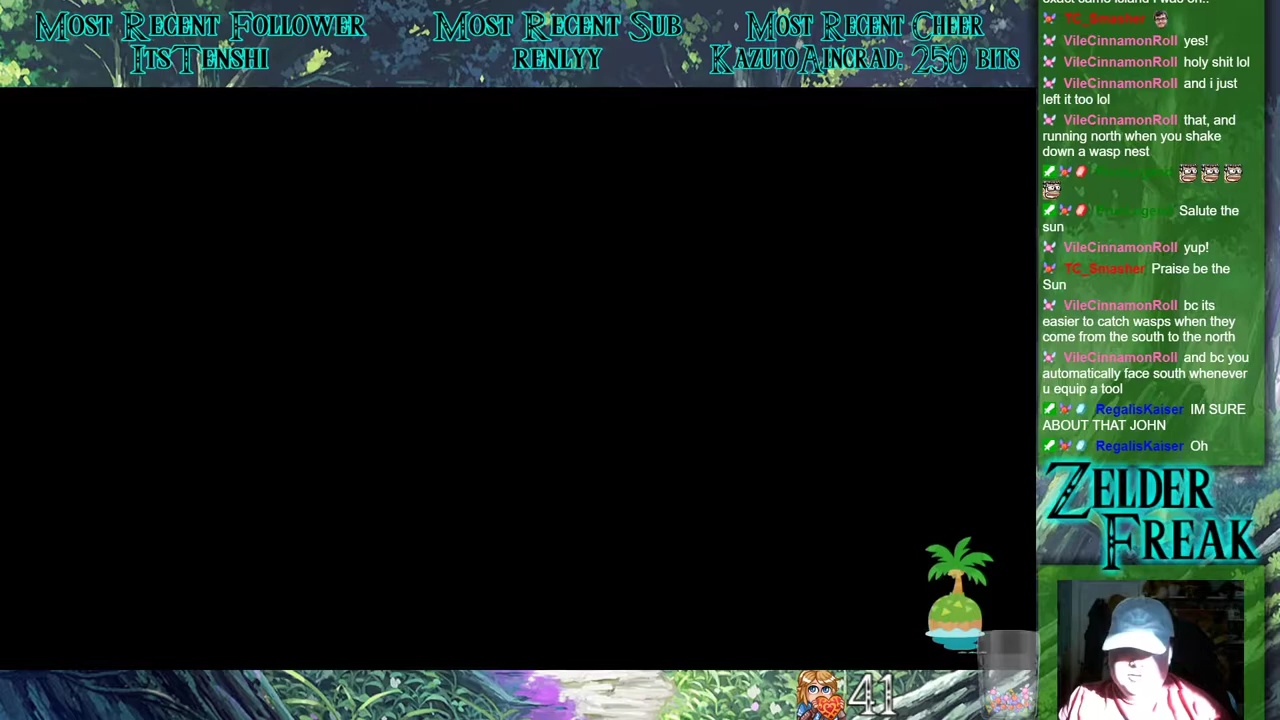 Most Recent Follower
ItsTenshi
Most Recent Sub
renlyy
Most Recent Cheer
KazutoAincrad: 250 bits
TC_Smasher
VileCinnamonRoll yes!
VileCinnamonRoll holy shit lol
VileCinnamonRoll and i just
left it too lol
VileCinnamonRoll that, and
running north when you shake
down a wasp nest
Salute the
sun
VileCinnamonRoll yup!
TC_Smasher Praise be the
Sun
VileCinnamonRoll bc its
easier to catch wasps when they
come from the south to the north
VileCinnamonRoll and bc you
automatically face south whenever
u equip a tool
RegalisKaiser IM SURE
ABOUT THAT JOHN
RegalisKaiser Oh
Zelder
Freak
41